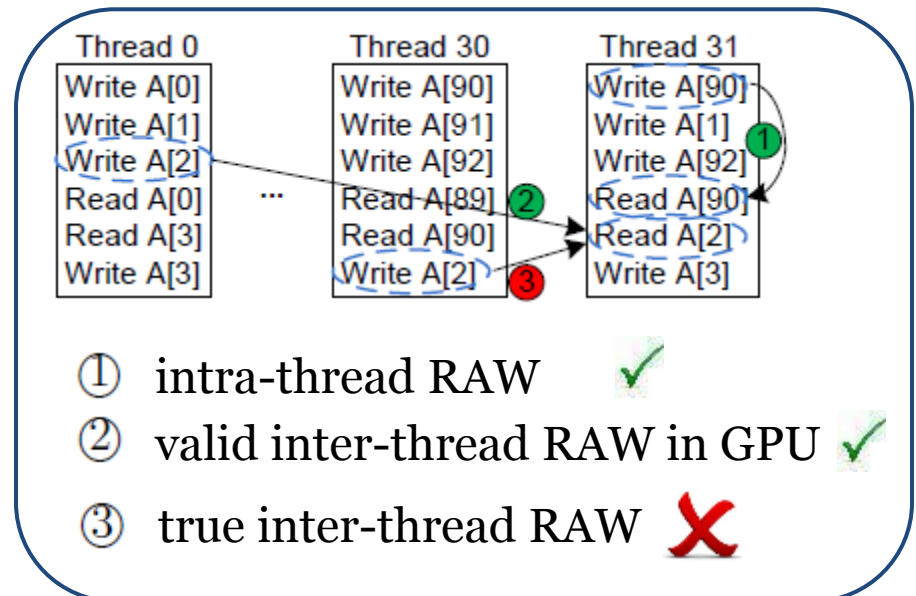 Thread 0
Write A[0]
Write A[1]
Write A[2]
Read A[0]
Read A[3]
Write A[3]
...
Thread 30
Write A[90]
Write A[91]
Write A[92]
Read A[89]
Read A[90]
Write A[2]
Thread 31
Write A[90]
Write A[1]
Write A[92]
Read A[90]
Read A[2]
Write A[3]
1
2
3
① intra-thread RAW ✓
② valid inter-thread RAW in GPU ✓
③ true inter-thread RAW ✗